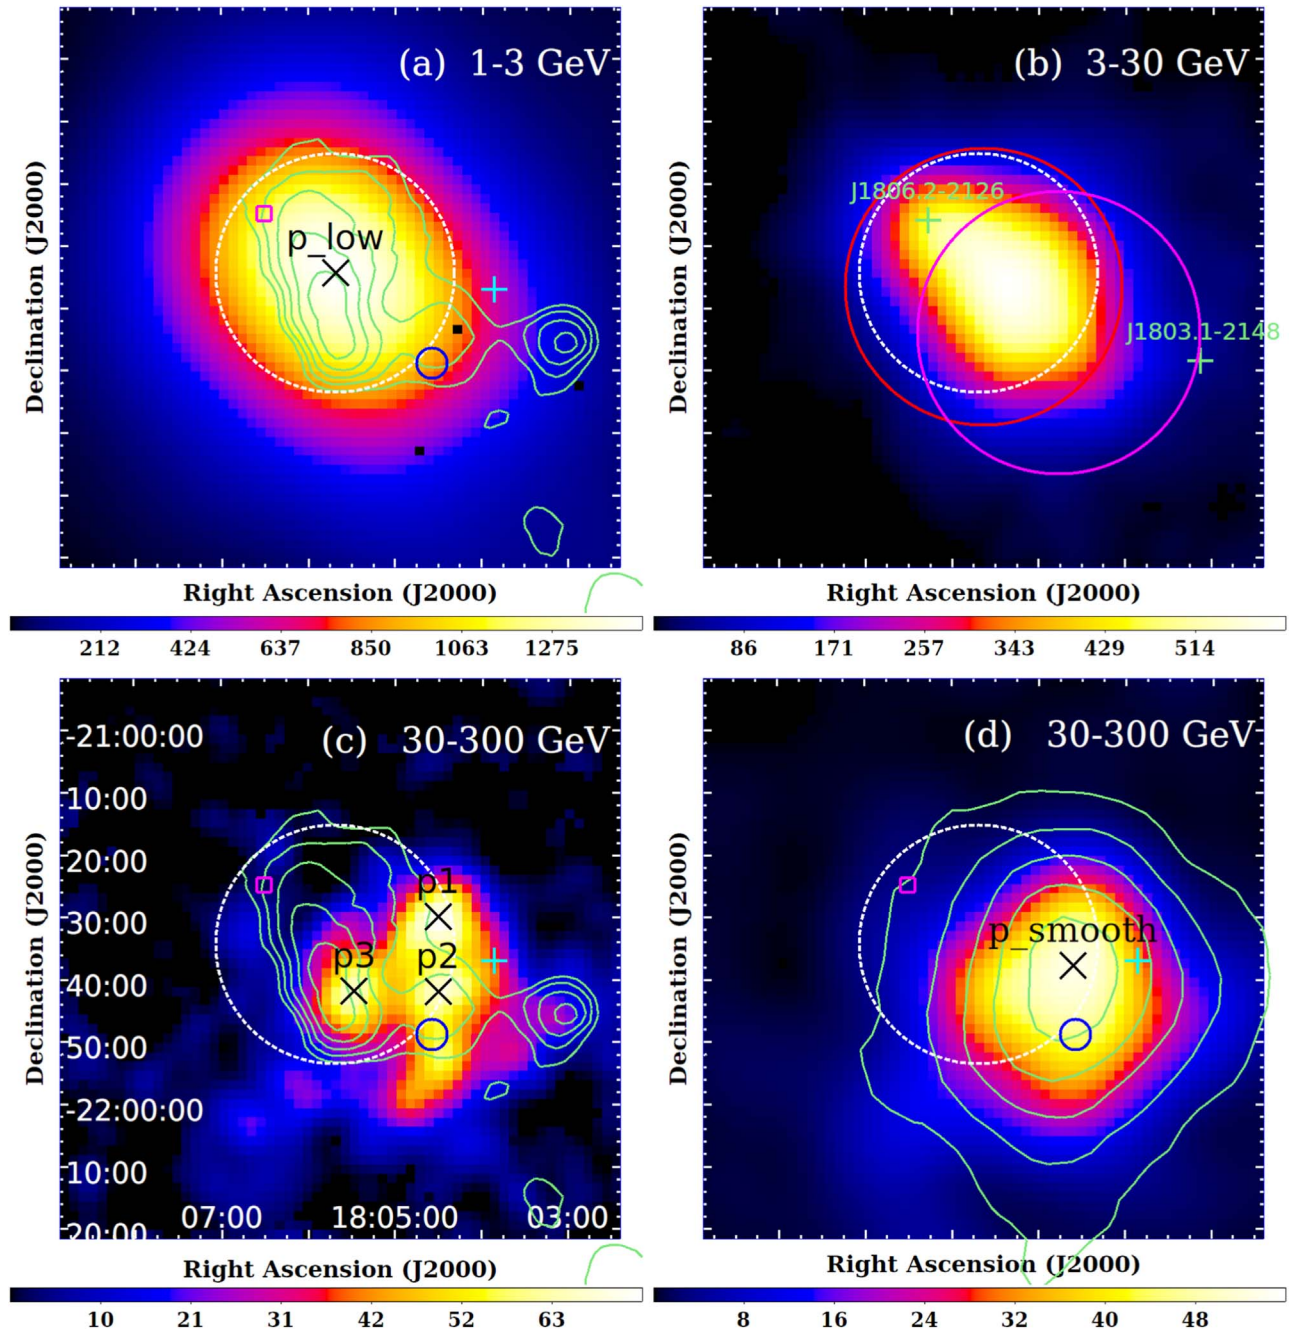 (a) 1-3 GeV
p_low
Declination (J2000)
Right Ascension (J2000)
212 424 637 850 1063 1275
(b) 3-30 GeV
J1806.2-2126
J1803.1-2148
Declination (J2000)
Right Ascension (J2000)
86 171 257 343 429 514
(c) 30-300 GeV
-21:00:00
10:00
20:00
p1
30:00
p3 p2
40:00
50:00
-22:00:00
10:00
20:00
07:00 18:05:00 03:00
Declination (J2000)
Right Ascension (J2000)
10 21 31 42 52 63
(d) 30-300 GeV
p_smooth
Declination (J2000)
Right Ascension (J2000)
8 16 24 32 40 48